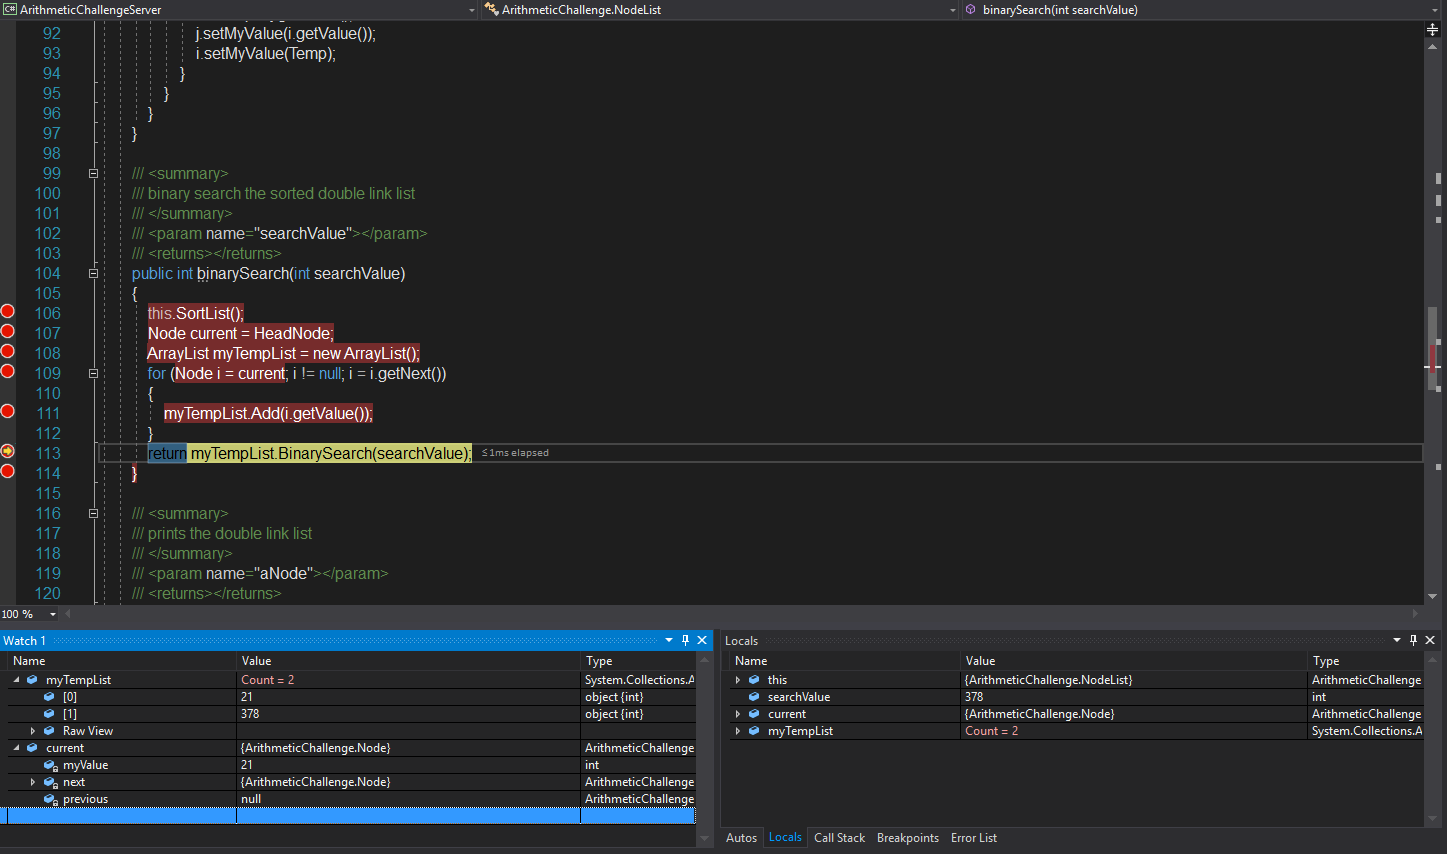 C# ArithmeticChallengeServer ArithmeticChallenge.NodeList binarySearch(int searchValue)
92 j.setMyValue(i.getValue());
93 i.setMyValue(Temp);
94 }
95 }
96 }
97 }
98
99 /// <summary>
100 /// binary search the sorted double link list
101 /// </summary>
102 /// <param name="searchValue"></param>
103 /// <returns></returns>
104 public int binarySearch(int searchValue)
105 {
106 this.SortList();
107 Node current = HeadNode;
108 ArrayList myTempList = new ArrayList();
109 for (Node i = current; i != null; i = i.getNext())
110 {
111 myTempList.Add(i.getValue());
112 }
113 return myTempList.BinarySearch(searchValue); ≤1ms elapsed
114 }
115
116 /// <summary>
117 /// prints the double link list
118 /// </summary>
119 /// <param name="aNode"></param>
120 /// <returns></returns>
100 %
Watch 1
Name Value Type
myTempList Count = 2 System.Collections.A
[0] 21 object {int}
[1] 378 object {int}
Raw View
current {ArithmeticChallenge.Node} ArithmeticChallenge
myValue 21 int
next {ArithmeticChallenge.Node} ArithmeticChallenge
previous null ArithmeticChallenge
Locals
Name Value Type
this {ArithmeticChallenge.NodeList} ArithmeticChallenge
searchValue 378 int
current {ArithmeticChallenge.Node} ArithmeticChallenge
myTempList Count = 2 System.Collections.A
Autos Locals Call Stack Breakpoints Error List